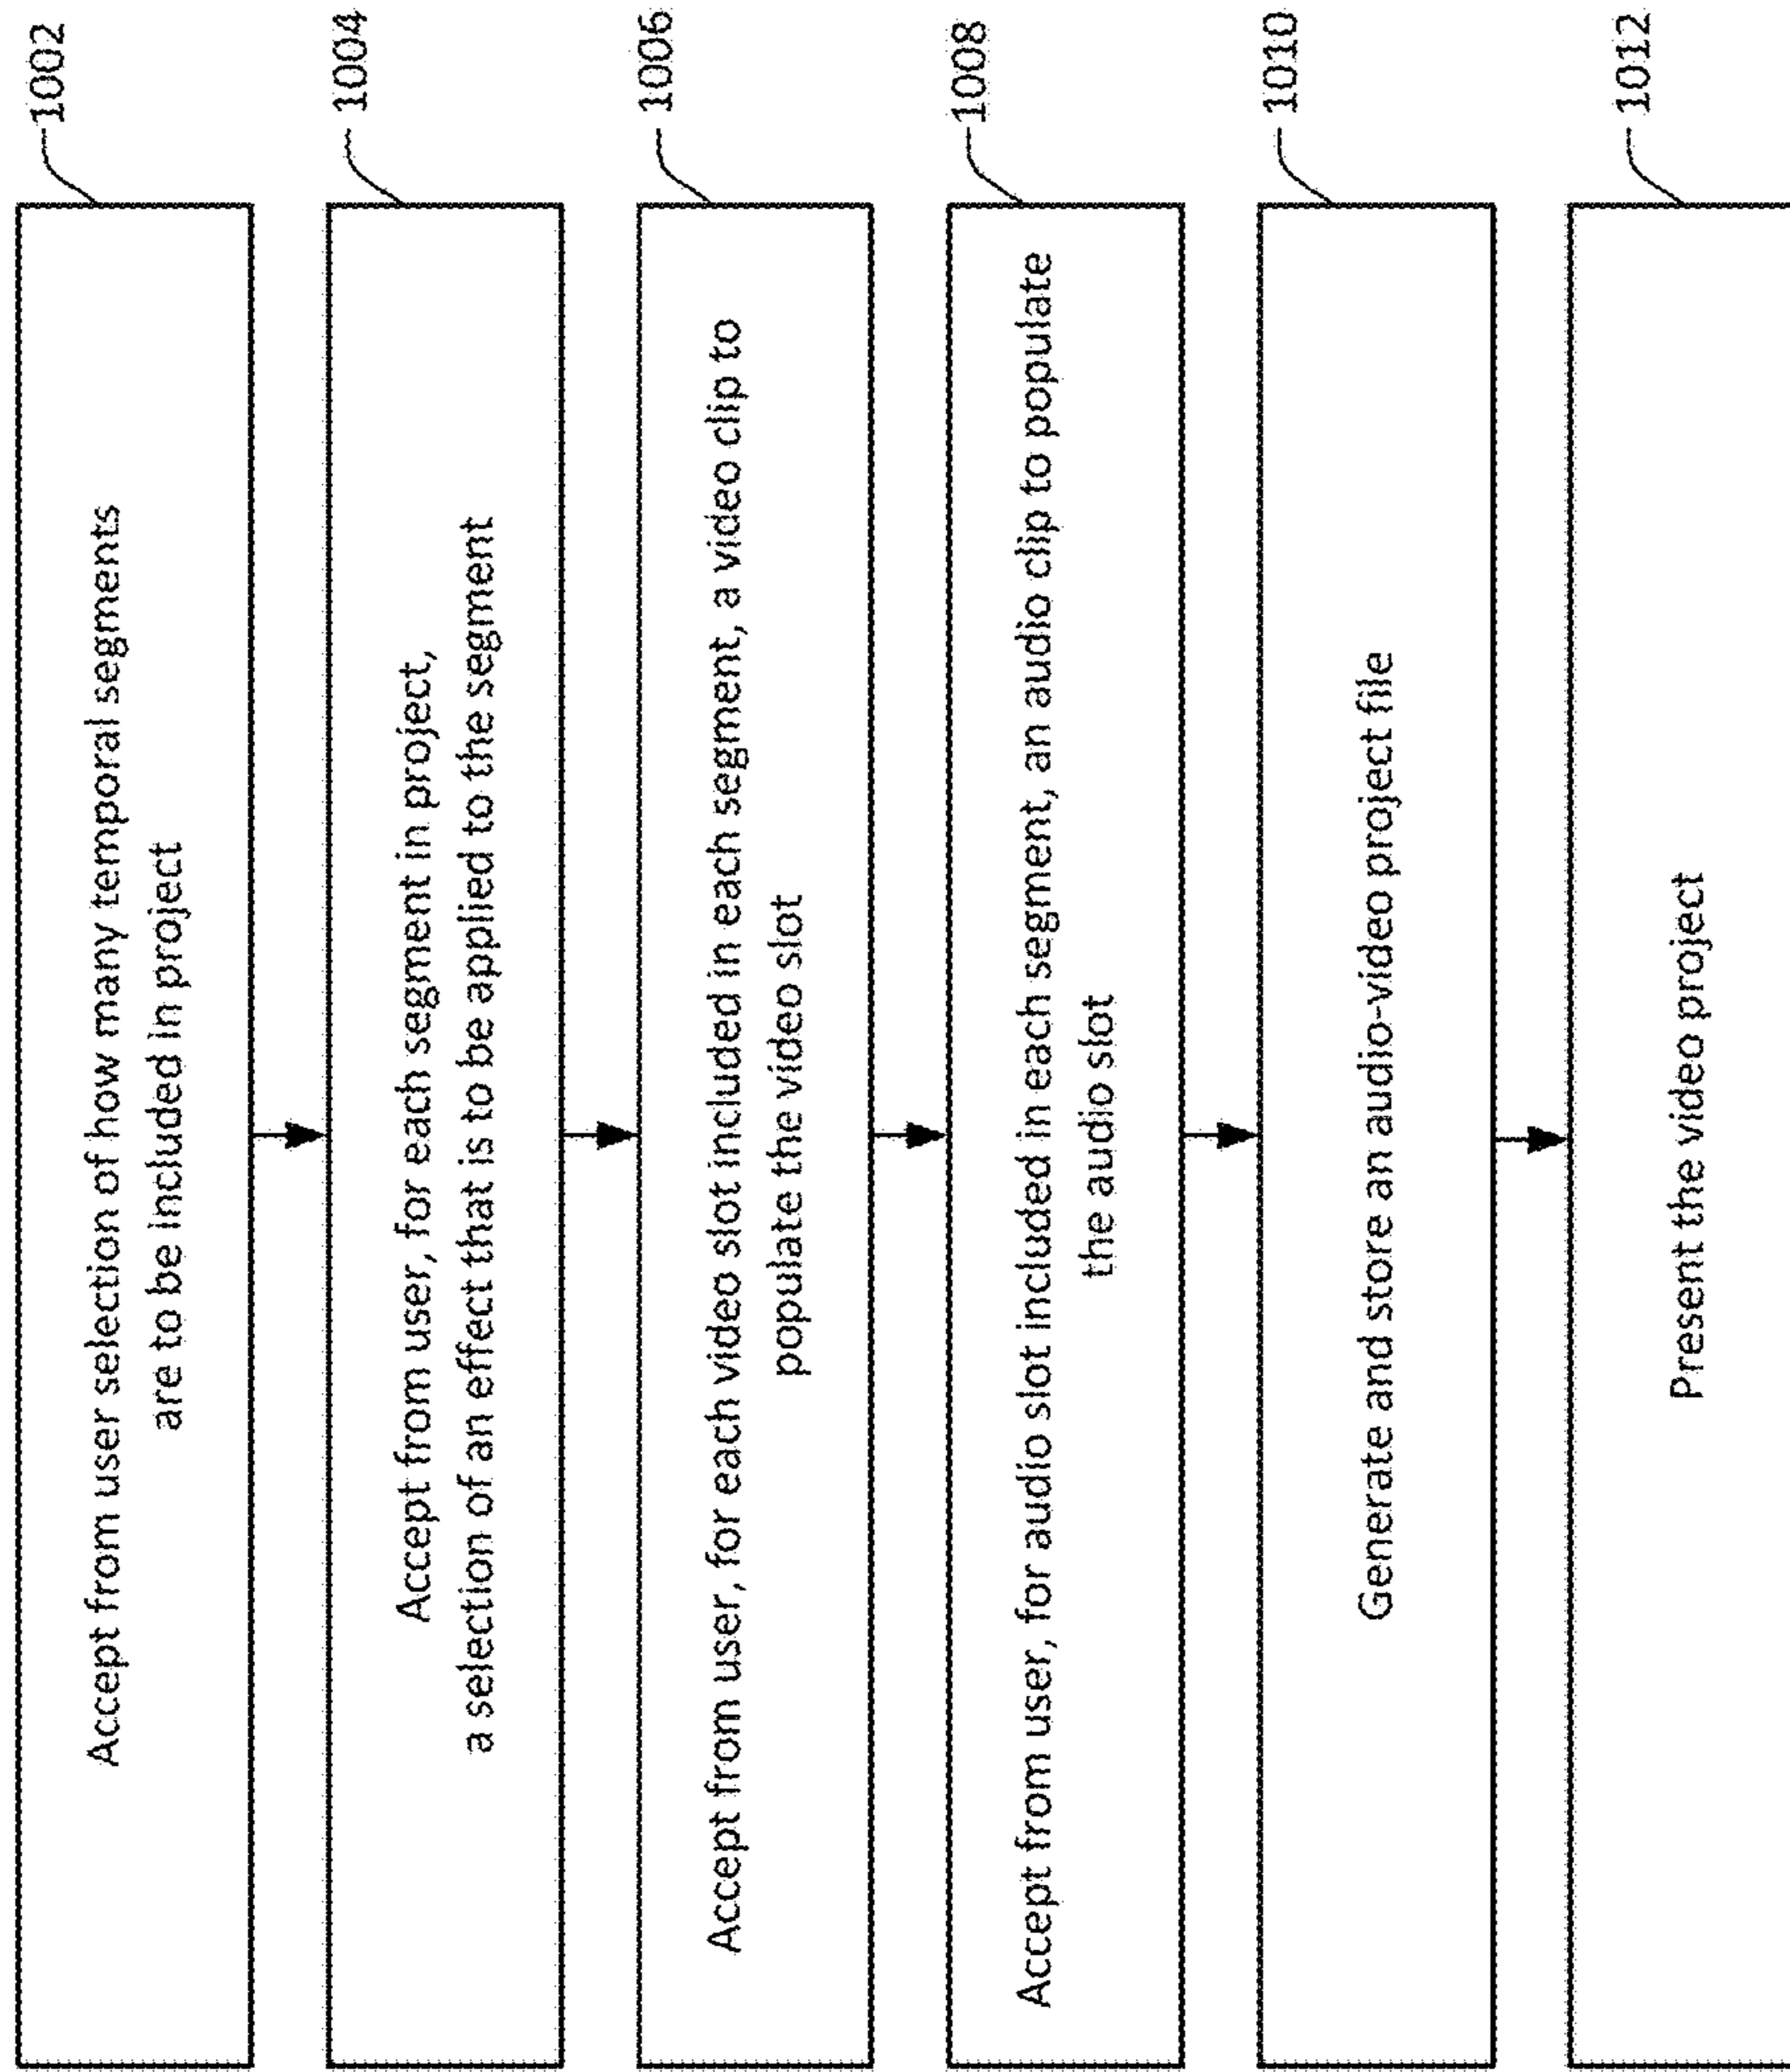 Accept from user selection of how many temporal segments
are to be included in project
1002
Accept from user, for each segment in project,
a selection of an effect that is to be applied to the segment
1004
Accept from user, for each video slot included in each segment, a video clip to
populate the video slot
1006
Accept from user, for audio slot included in each segment, an audio clip to populate
the audio slot
1008
Generate and store an audio-video project file
1010
Present the video project
1012